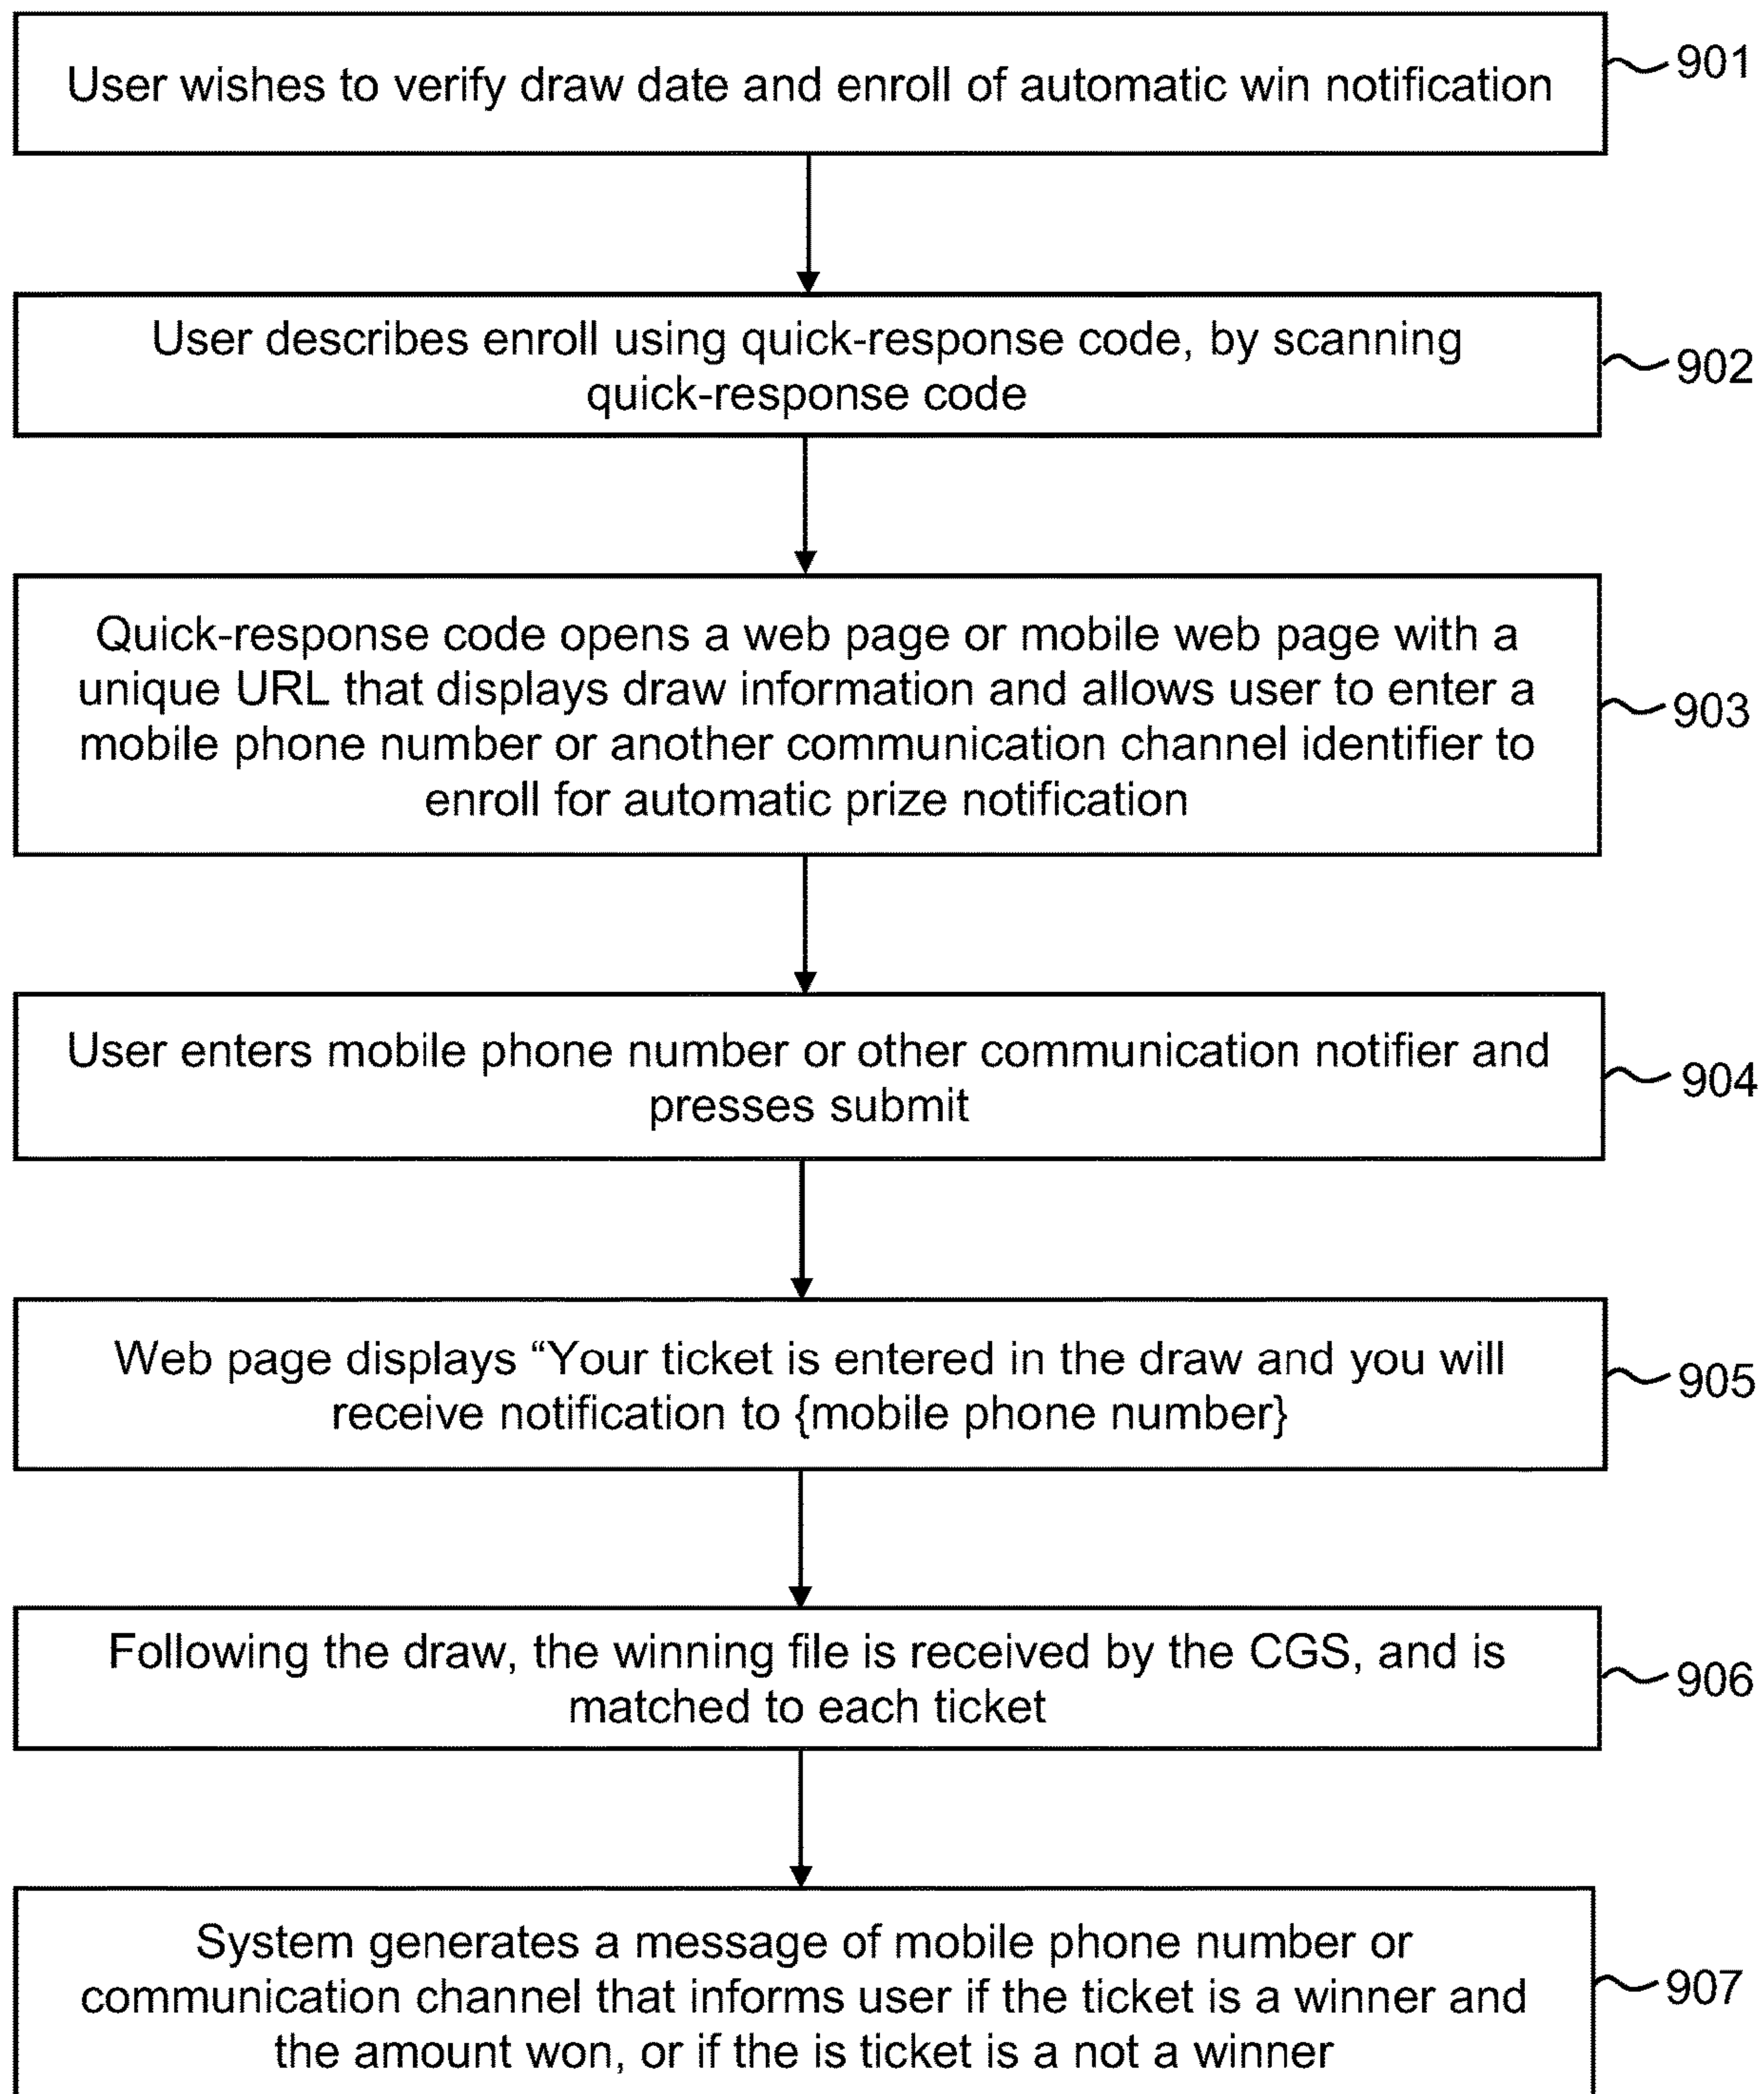 User wishes to verify draw date and enroll of automatic win notification
901
User describes enroll using quick-response code, by scanning
quick-response code
902
Quick-response code opens a web page or mobile web page with a
unique URL that displays draw information and allows user to enter a
mobile phone number or another communication channel identifier to
enroll for automatic prize notification
903
User enters mobile phone number or other communication notifier and
presses submit
904
Web page displays “Your ticket is entered in the draw and you will
receive notification to {mobile phone number}
905
Following the draw, the winning file is received by the CGS, and is
matched to each ticket
906
System generates a message of mobile phone number or
communication channel that informs user if the ticket is a winner and
the amount won, or if the is ticket is a not a winner
907